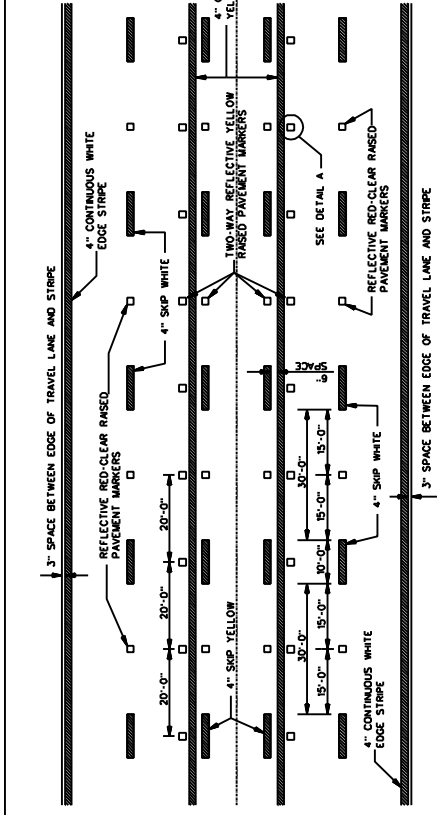 3" SPACE BETWEEN EDGE OF TRAVEL LANE AND STRIPE
4" CONTINUOUS WHITE
EDGE STRIPE
REFLECTIVE RED-CLEAR RAISED
PAVEMENT MARKERS
4" SKIP WHITE
20'-0"
20'-0"
20'-0"
4"
TWO-WAY REFLECTIVE YELLOW
RAISED PAVEMENT MARKERS
4" SKIP YELLOW
6"
SPACE
SEE DETAIL A
30'-0"
30'-0"
15'-0"
15'-0"
10'-0"
15'-0"
15'-0"
4" SKIP WHITE
REFLECTIVE RED-CLEAR RAISED
PAVEMENT MARKERS
4" CONTINUOUS WHITE
EDGE STRIPE
3" SPACE BETWEEN EDGE OF TRAVEL LANE AND STRIPE